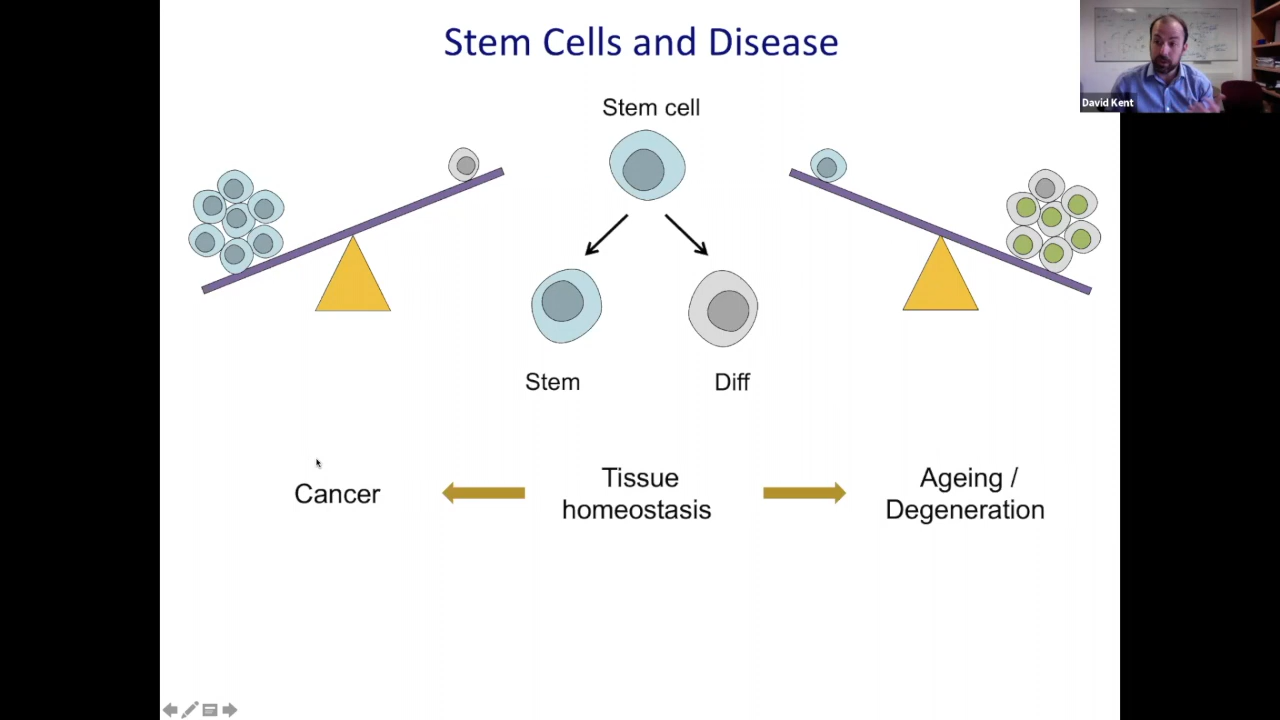 Stem Cells and Disease
David Kent
Stem cell
Stem
Diff
Cancer
Tissue
homeostasis
Ageing /
Degeneration